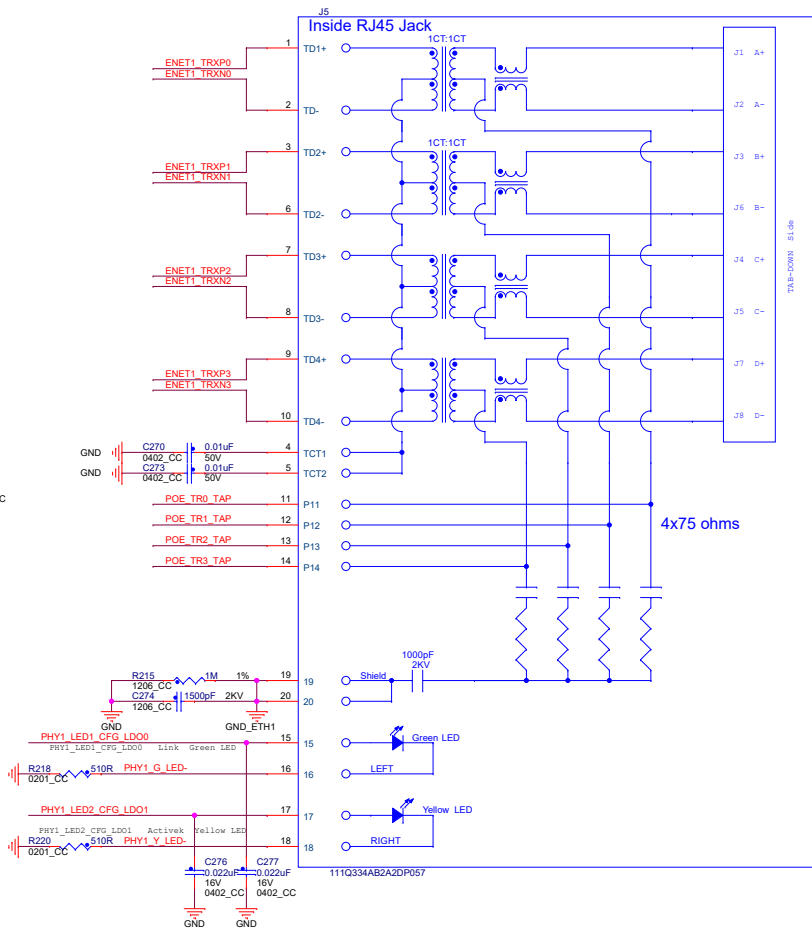 J5
Inside RJ45 Jack
1CT:1CT
1 TD1+
J1 A+
ENET1_TRXP0
ENET1_TRXN0
2 TD-
J2 A-
1CT:1CT
3 TD2+
J3 B+
ENET1_TRXP1
ENET1_TRXN1
6 TD2-
J6 B-
TAB-DOWN Side
7 TD3+
J4 C+
ENET1_TRXP2
ENET1_TRXN2
8 TD3-
J5 C-
9 TD4+
J7 D+
ENET1_TRXP3
ENET1_TRXN3
10 TD4-
J8 D-
GND C270 0.01uF 4 TCT1
0402_CC 50V
GND C273 0.01uF 5 TCT2
0402_CC 50V
C
POE_TR0_TAP 11 P11
POE_TR1_TAP 12 P12
4x75 ohms
POE_TR2_TAP 13 P13
POE_TR3_TAP 14 P14
1000pF
2KV
R215 1M 1% 19 19 Shield
1206_CC
C274 1500pF 2KV 20 20
1206_CC
GND GND_ETH1
PHY1_LED1_CFG_LDO0 15 15 Green LED
PHY1_LED1_CFG_LDO0 Link Green LED
R218 510R PHY1_G_LED- 16 16 LEFT
0201_CC
PHY1_LED2_CFG_LDO1 17 17 Yellow LED
PHY1_LED2_CFG_LDO1 Activek Yellow LED
R220 510R PHY1_Y_LED- 18 18 RIGHT
0201_CC
C276 C277
0.022uF 0.022uF
16V 16V
0402_CC 0402_CC
111Q334AB2A2DP057
GND GND